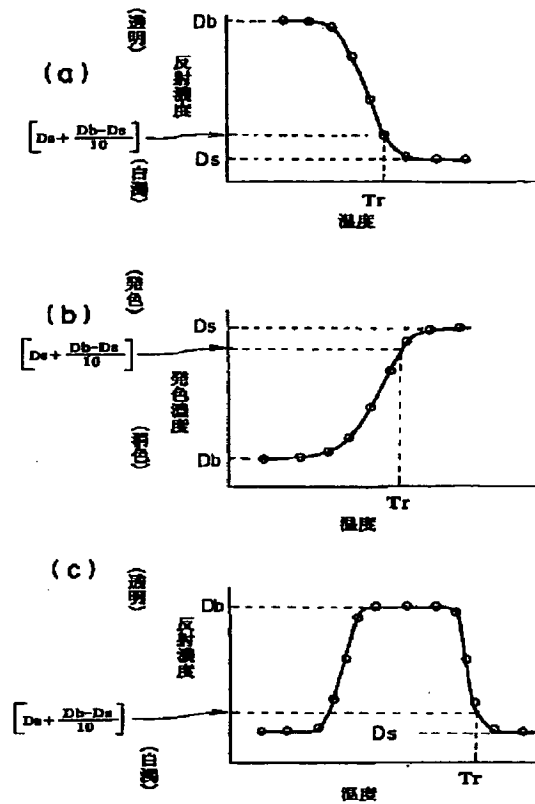 (a)
(透明)
反射濃度
(白濁)
Db
[Ds + Db-Ds/10]
Ds
Tr
温度
(b)
(発色)
発色濃度
(消色)
Ds
[Ds + Db-Ds/10]
Db
Tr
温度
(c)
(透明)
反射濃度
(白濁)
Db
[Ds + Db-Ds/10]
Ds
Tr
温度